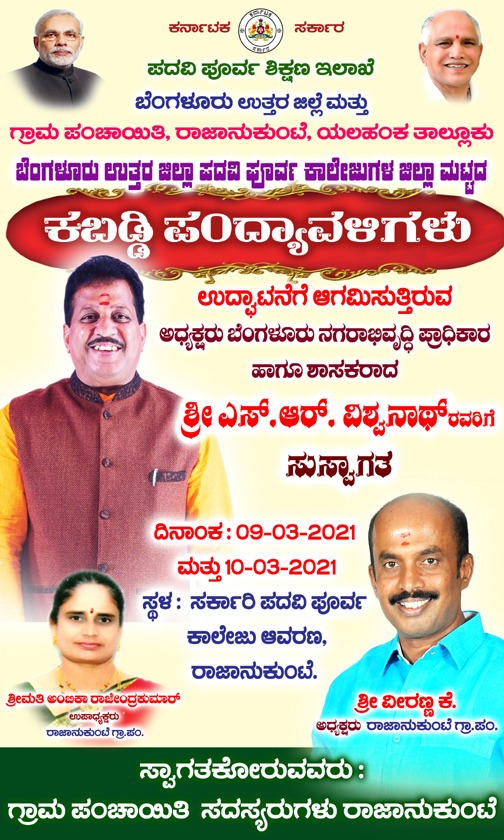 ಕರ್ನಾಟಕ ಸರ್ಕಾರ
ಪದವಿ ಪೂರ್ವ ಶಿಕ್ಷಣ ಇಲಾಖೆ
ಬೆಂಗಳೂರು ಉತ್ತರ ಜಿಲ್ಲೆ ಮತ್ತು
ಗ್ರಾಮ ಪಂಚಾಯಿತಿ, ರಾಜಾನುಕುಂಟೆ, ಯಲಹಂಕ ತಾಲ್ಲೂಕು
ಬೆಂಗಳೂರು ಉತ್ತರ ಜಿಲ್ಲಾ ಪದವಿ ಪೂರ್ವ ಕಾಲೇಜುಗಳ ಜಿಲ್ಲಾ ಮಟ್ಟದ
ಕಬಡ್ಡಿ ಪಂದ್ಯಾವಳಿಗಳು
ಉದ್ಘಾಟನೆಗೆ ಆಗಮಿಸುತ್ತಿರುವ
ಅಧ್ಯಕ್ಷರು ಬೆಂಗಳೂರು ನಗರಾಭಿವೃದ್ಧಿ ಪ್ರಾಧಿಕಾರ
ಹಾಗೂ ಶಾಸಕರಾದ
ಶ್ರೀ ಎಸ್.ಆರ್. ವಿಶ್ವನಾಥ್ ರವರಿಗೆ
ಸುಸ್ವಾಗತ
ದಿನಾಂಕ : 09-03-2021
ಮತ್ತು 10-03-2021
ಸ್ಥಳ : ಸರ್ಕಾರಿ ಪದವಿ ಪೂರ್ವ
ಕಾಲೇಜು ಆವರಣ,
ರಾಜಾನುಕುಂಟೆ.
ಶ್ರೀಮತಿ ಅಂಬಿಕಾ ರಾಜೇಂದ್ರಕುಮಾರ್
ಉಪಾಧ್ಯಕ್ಷರು
ರಾಜಾನುಕುಂಟೆ ಗ್ರಾ.ಪಂ.
ಶ್ರೀ ವೀರಣ್ಣ ಕೆ.
ಅಧ್ಯಕ್ಷರು ರಾಜಾನುಕುಂಟೆ ಗ್ರಾ.ಪಂ.
ಸ್ವಾಗತಕೋರುವವರು :
ಗ್ರಾಮ ಪಂಚಾಯಿತಿ ಸದಸ್ಯರುಗಳು ರಾಜಾನುಕುಂಟೆ